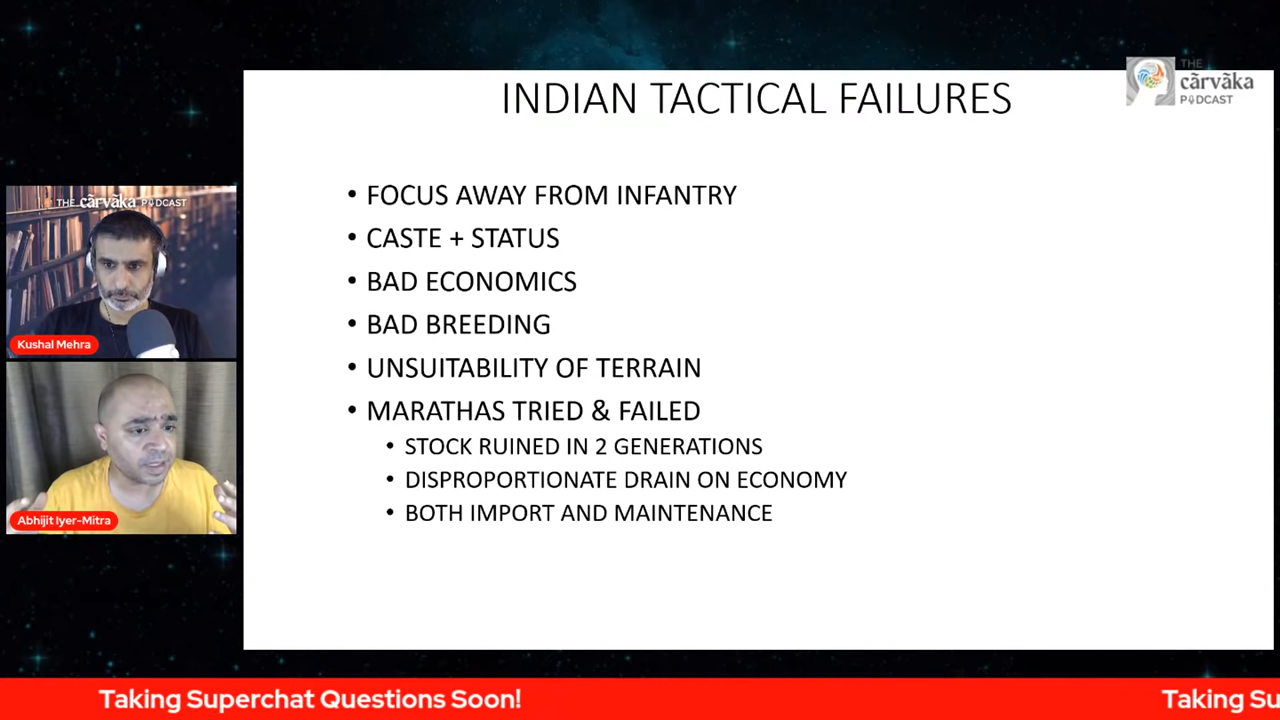 THE
cārvāka
PODCAST
INDIAN TACTICAL FAILURES
• FOCUS AWAY FROM INFANTRY
• CASTE + STATUS
• BAD ECONOMICS
• BAD BREEDING
• UNSUITABILITY OF TERRAIN
• MARATHAS TRIED & FAILED
• STOCK RUINED IN 2 GENERATIONS
• DISPROPORTIONATE DRAIN ON ECONOMY
• BOTH IMPORT AND MAINTENANCE
THE cārvāka PODCAST
Kushal Mehra
Abhijit Iyer-Mitra
Taking Superchat Questions Soon! Taking Su